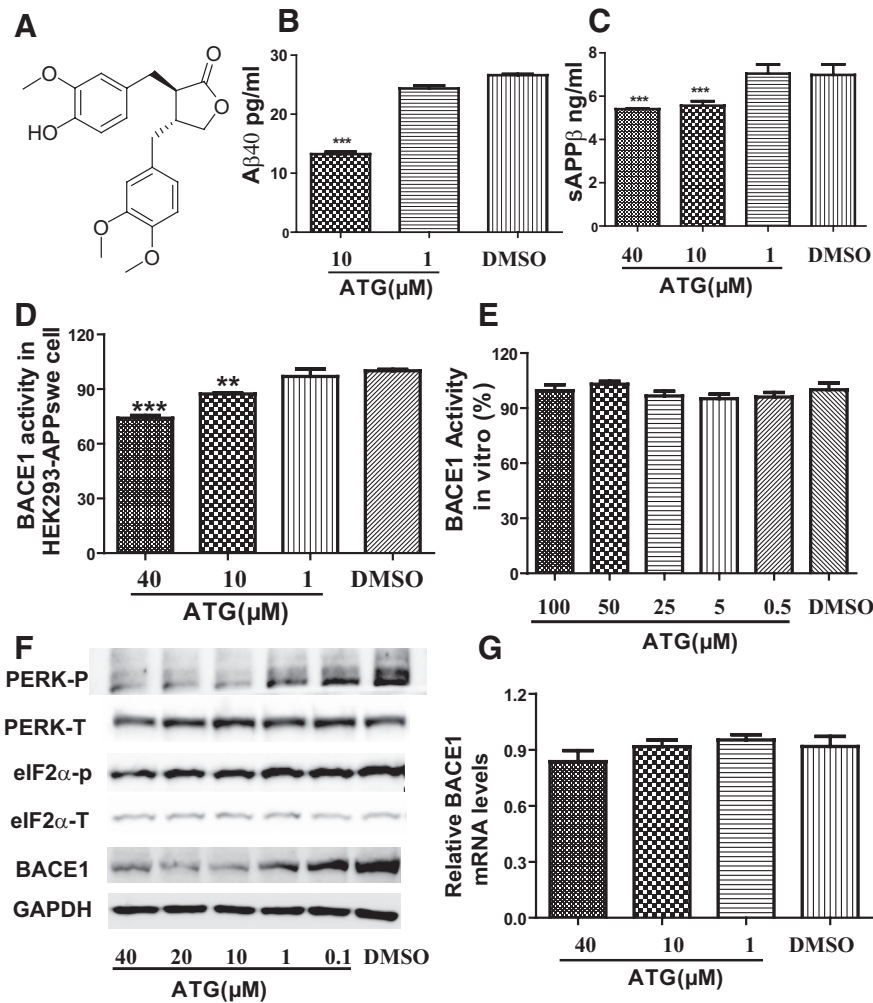 A
O
O
O
HO
O
O
B
Aβ40 pg/ml
30
20
10
0
***
10
1
DMSO
ATG(μM)
C
sAPPβ ng/ml
8
6
4
2
0
***
***
40
10
1
DMSO
ATG(μM)
D
BACE1 activity in
HEK293-APPswe cell
120
90
60
30
0
***
**
40
10
1
DMSO
ATG(μM)
E
BACE1 Activity
in vitro (%)
120
90
60
30
0
100
50
25
5
0.5
DMSO
ATG(μM)
F
PERK-P
PERK-T
eIF2α-p
eIF2α-T
BACE1
GAPDH
40
20
10
1
0.1
DMSO
ATG(μM)
G
Relative BACE1
mRNA levels
1.2
0.9
0.6
0.3
0.0
40
10
1
DMSO
ATG(μM)